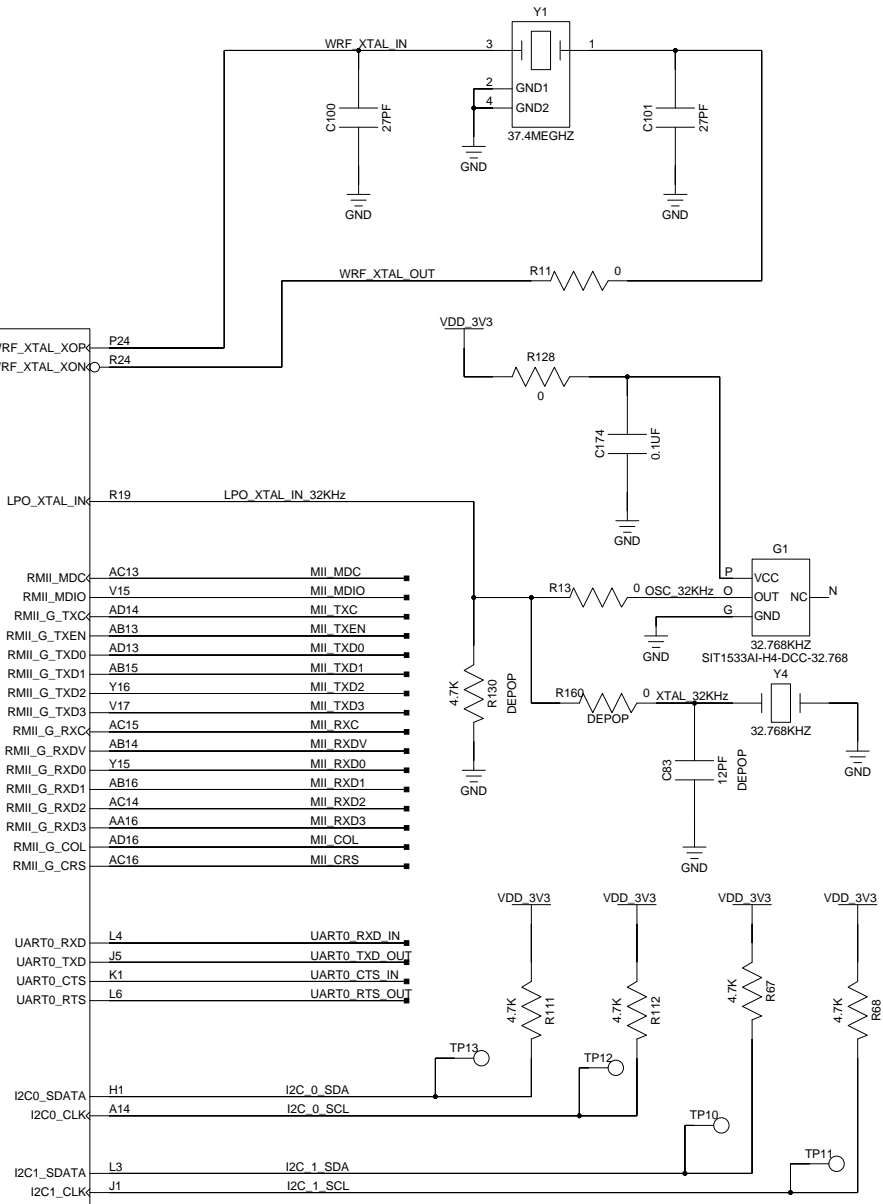 Y1
WRF_XTAL_IN
3
1
2
GND1
4
GND2
C100
27PF
C101
27PF
37.4MEGHZ
GND
GND
GND
WRF_XTAL_OUT
R11
0
VDD_3V3
WRF_XTAL_XOP
P24
WRF_XTAL_XON
R24
R128
0
C174
0.1UF
LPO_XTAL_IN
R19
LPO_XTAL_IN_32KHz
GND
G1
RMII_MDC
AC13
MII_MDC
RMII_MDIO
V15
MII_MDIO
RMII_G_TXC
AD14
MII_TXC
RMII_G_TXEN
AB13
MII_TXEN
RMII_G_TXD0
AD13
MII_TXD0
RMII_G_TXD1
AB15
MII_TXD1
RMII_G_TXD2
Y16
MII_TXD2
RMII_G_TXD3
V17
MII_TXD3
RMII_G_RXC
AC15
MII_RXC
RMII_G_RXDV
AB14
MII_RXDV
RMII_G_RXD0
Y15
MII_RXD0
RMII_G_RXD1
AB16
MII_RXD1
RMII_G_RXD2
AC14
MII_RXD2
RMII_G_RXD3
AA16
MII_RXD3
RMII_G_COL
AD16
MII_COL
RMII_G_CRS
AC16
MII_CRS
P
VCC
R13
0
OSC_32KHz
O
OUT
NC
N
G
GND
GND
32.768KHZ
SIT1533AI-H4-DCC-32.768
4.7K
R130
DEPOP
R160
0
XTAL_32KHz
DEPOP
Y4
32.768KHZ
C83
12PF
DEPOP
GND
GND
GND
VDD_3V3
VDD_3V3
VDD_3V3
VDD_3V3
UART0_RXD
L4
UART0_RXD_IN
UART0_TXD
J5
UART0_TXD_OUT
UART0_CTS
K1
UART0_CTS_IN
UART0_RTS
L6
UART0_RTS_OUT
4.7K
R111
4.7K
R112
4.7K
R67
4.7K
R68
TP13
TP12
I2C0_SDATA
H1
I2C_0_SDA
I2C0_CLK
A14
I2C_0_SCL
TP10
TP11
I2C1_SDATA
L3
I2C_1_SDA
I2C1_CLK
J1
I2C_1_SCL